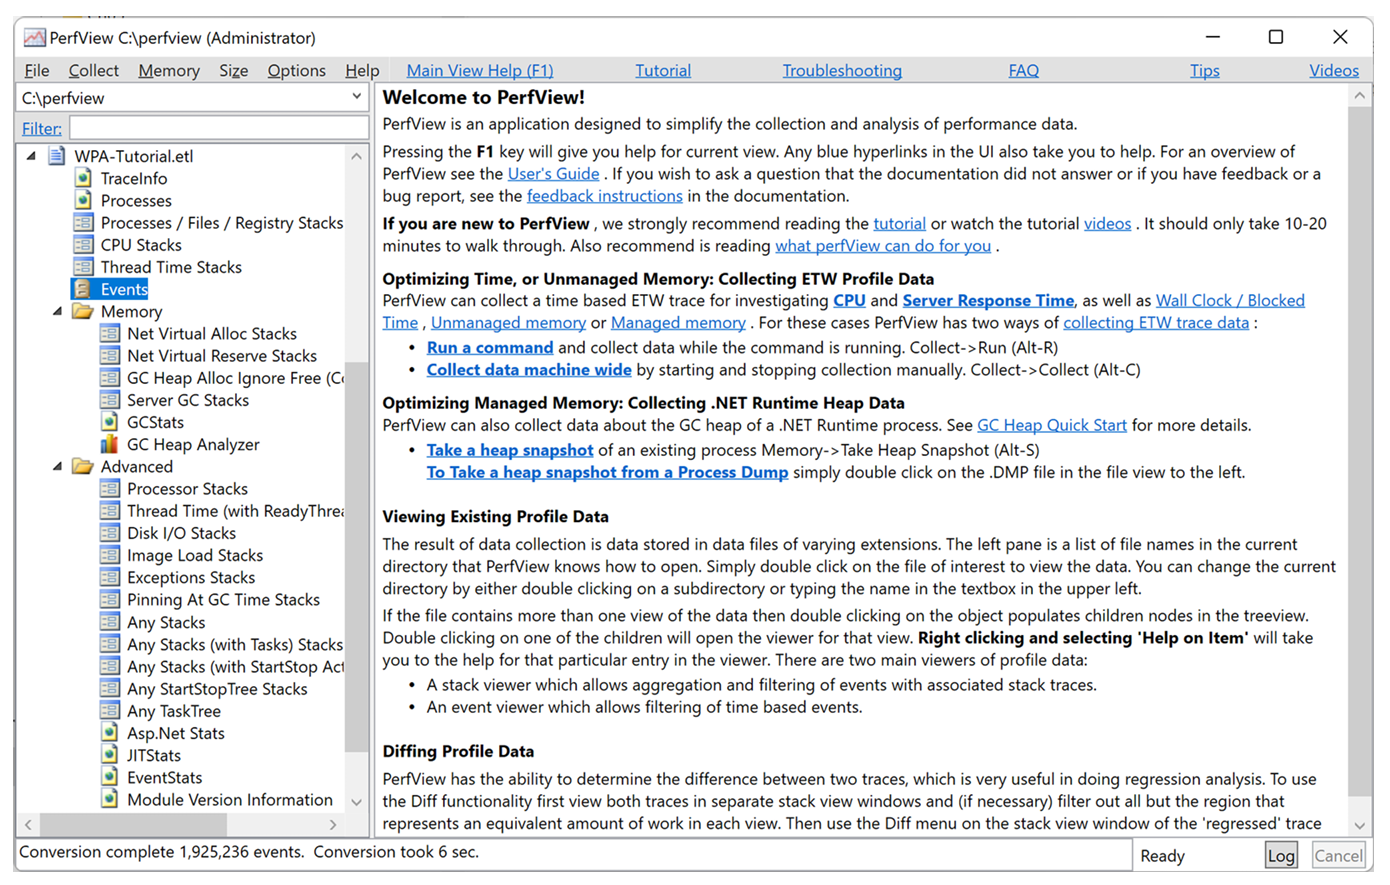 PerfView C:\perfview (Administrator)
File Collect Memory Size Options Help Main View Help (F1) Tutorial Troubleshooting FAQ Tips Videos
C:\perfview
Filter:
WPA-Tutorial.etl
TraceInfo
Processes
Processes / Files / Registry Stacks
CPU Stacks
Thread Time Stacks
Events
Memory
Net Virtual Alloc Stacks
Net Virtual Reserve Stacks
GC Heap Alloc Ignore Free (Co
Server GC Stacks
GCStats
GC Heap Analyzer
Advanced
Processor Stacks
Thread Time (with ReadyThrea
Disk I/O Stacks
Image Load Stacks
Exceptions Stacks
Pinning At GC Time Stacks
Any Stacks
Any Stacks (with Tasks) Stacks
Any Stacks (with StartStop Act
Any StartStopTree Stacks
Any TaskTree
Asp.Net Stats
JITStats
EventStats
Module Version Information
Welcome to PerfView!
PerfView is an application designed to simplify the collection and analysis of performance data.
Pressing the F1 key will give you help for current view. Any blue hyperlinks in the UI also take you to help. For an overview of
PerfView see the User's Guide . If you wish to ask a question that the documentation did not answer or if you have feedback or a
bug report, see the feedback instructions in the documentation.
If you are new to PerfView , we strongly recommend reading the tutorial or watch the tutorial videos . It should only take 10-20
minutes to walk through. Also recommend is reading what perfView can do for you .
Optimizing Time, or Unmanaged Memory: Collecting ETW Profile Data
PerfView can collect a time based ETW trace for investigating CPU and Server Response Time, as well as Wall Clock / Blocked
Time , Unmanaged memory or Managed memory . For these cases PerfView has two ways of collecting ETW trace data :
• Run a command and collect data while the command is running. Collect->Run (Alt-R)
• Collect data machine wide by starting and stopping collection manually. Collect->Collect (Alt-C)
Optimizing Managed Memory: Collecting .NET Runtime Heap Data
PerfView can also collect data about the GC heap of a .NET Runtime process. See GC Heap Quick Start for more details.
• Take a heap snapshot of an existing process Memory->Take Heap Snapshot (Alt-S)
To Take a heap snapshot from a Process Dump simply double click on the .DMP file in the file view to the left.
Viewing Existing Profile Data
The result of data collection is data stored in data files of varying extensions. The left pane is a list of file names in the current
directory that PerfView knows how to open. Simply double click on the file of interest to view the data. You can change the current
directory by either double clicking on a subdirectory or typing the name in the textbox in the upper left.
If the file contains more than one view of the data then double clicking on the object populates children nodes in the treeview.
Double clicking on one of the children will open the viewer for that view. Right clicking and selecting 'Help on Item' will take
you to the help for that particular entry in the viewer. There are two main viewers of profile data:
• A stack viewer which allows aggregation and filtering of events with associated stack traces.
• An event viewer which allows filtering of time based events.
Diffing Profile Data
PerfView has the ability to determine the difference between two traces, which is very useful in doing regression analysis. To use
the Diff functionality first view both traces in separate stack view windows and (if necessary) filter out all but the region that
represents an equivalent amount of work in each view. Then use the Diff menu on the stack view window of the 'regressed' trace
Conversion complete 1,925,236 events. Conversion took 6 sec.
Ready Log Cancel